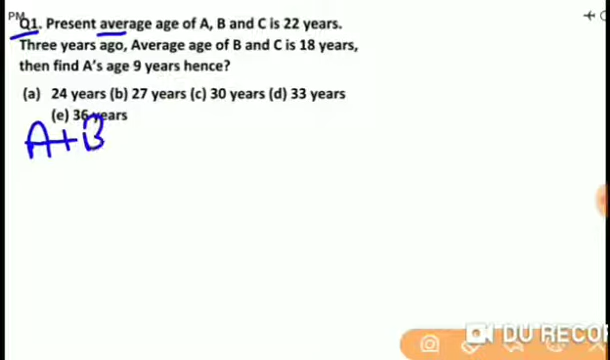 PM
Q1. Present average age of A, B and C is 22 years.
Three years ago, Average age of B and C is 18 years,
then find A's age 9 years hence?
(a) 24 years (b) 27 years (c) 30 years (d) 33 years
(e) 36 years
A+B
DU RECO